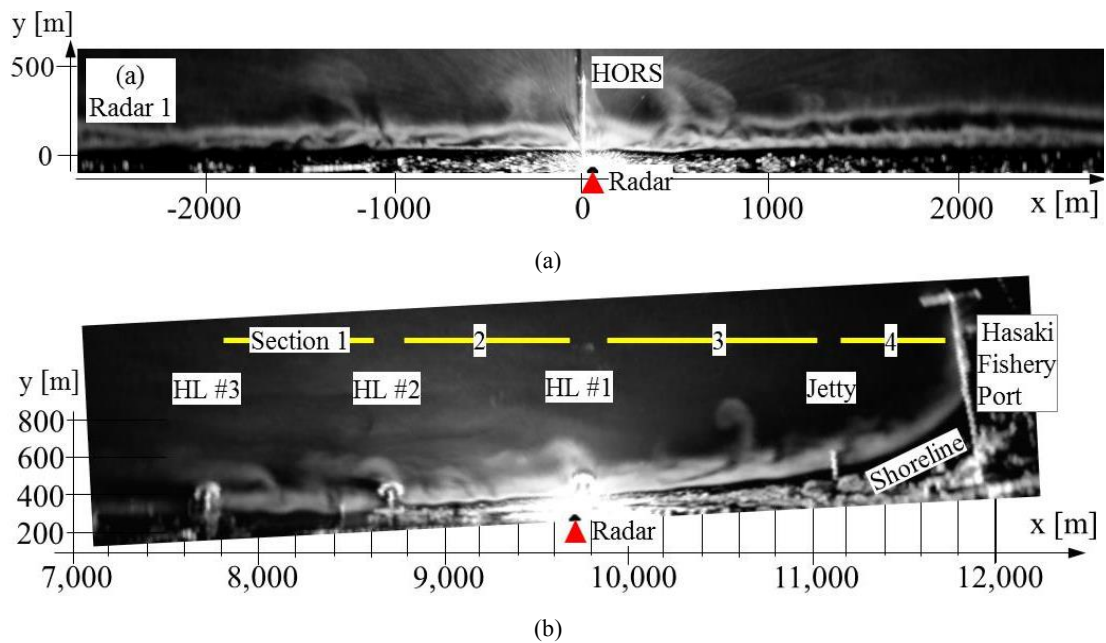 y [m]
500
(a)
Radar 1
HORS
0
Radar
-2000 -1000 0 1000 2000 x [m]
(a)
Section 1 2 3 4
Hasaki
Fishery
Port
y [m]
HL #3 HL #2 HL #1 Jetty
800
600
Shoreline
400
200
Radar
x [m]
7,000 8,000 9,000 10,000 11,000 12,000
(b)